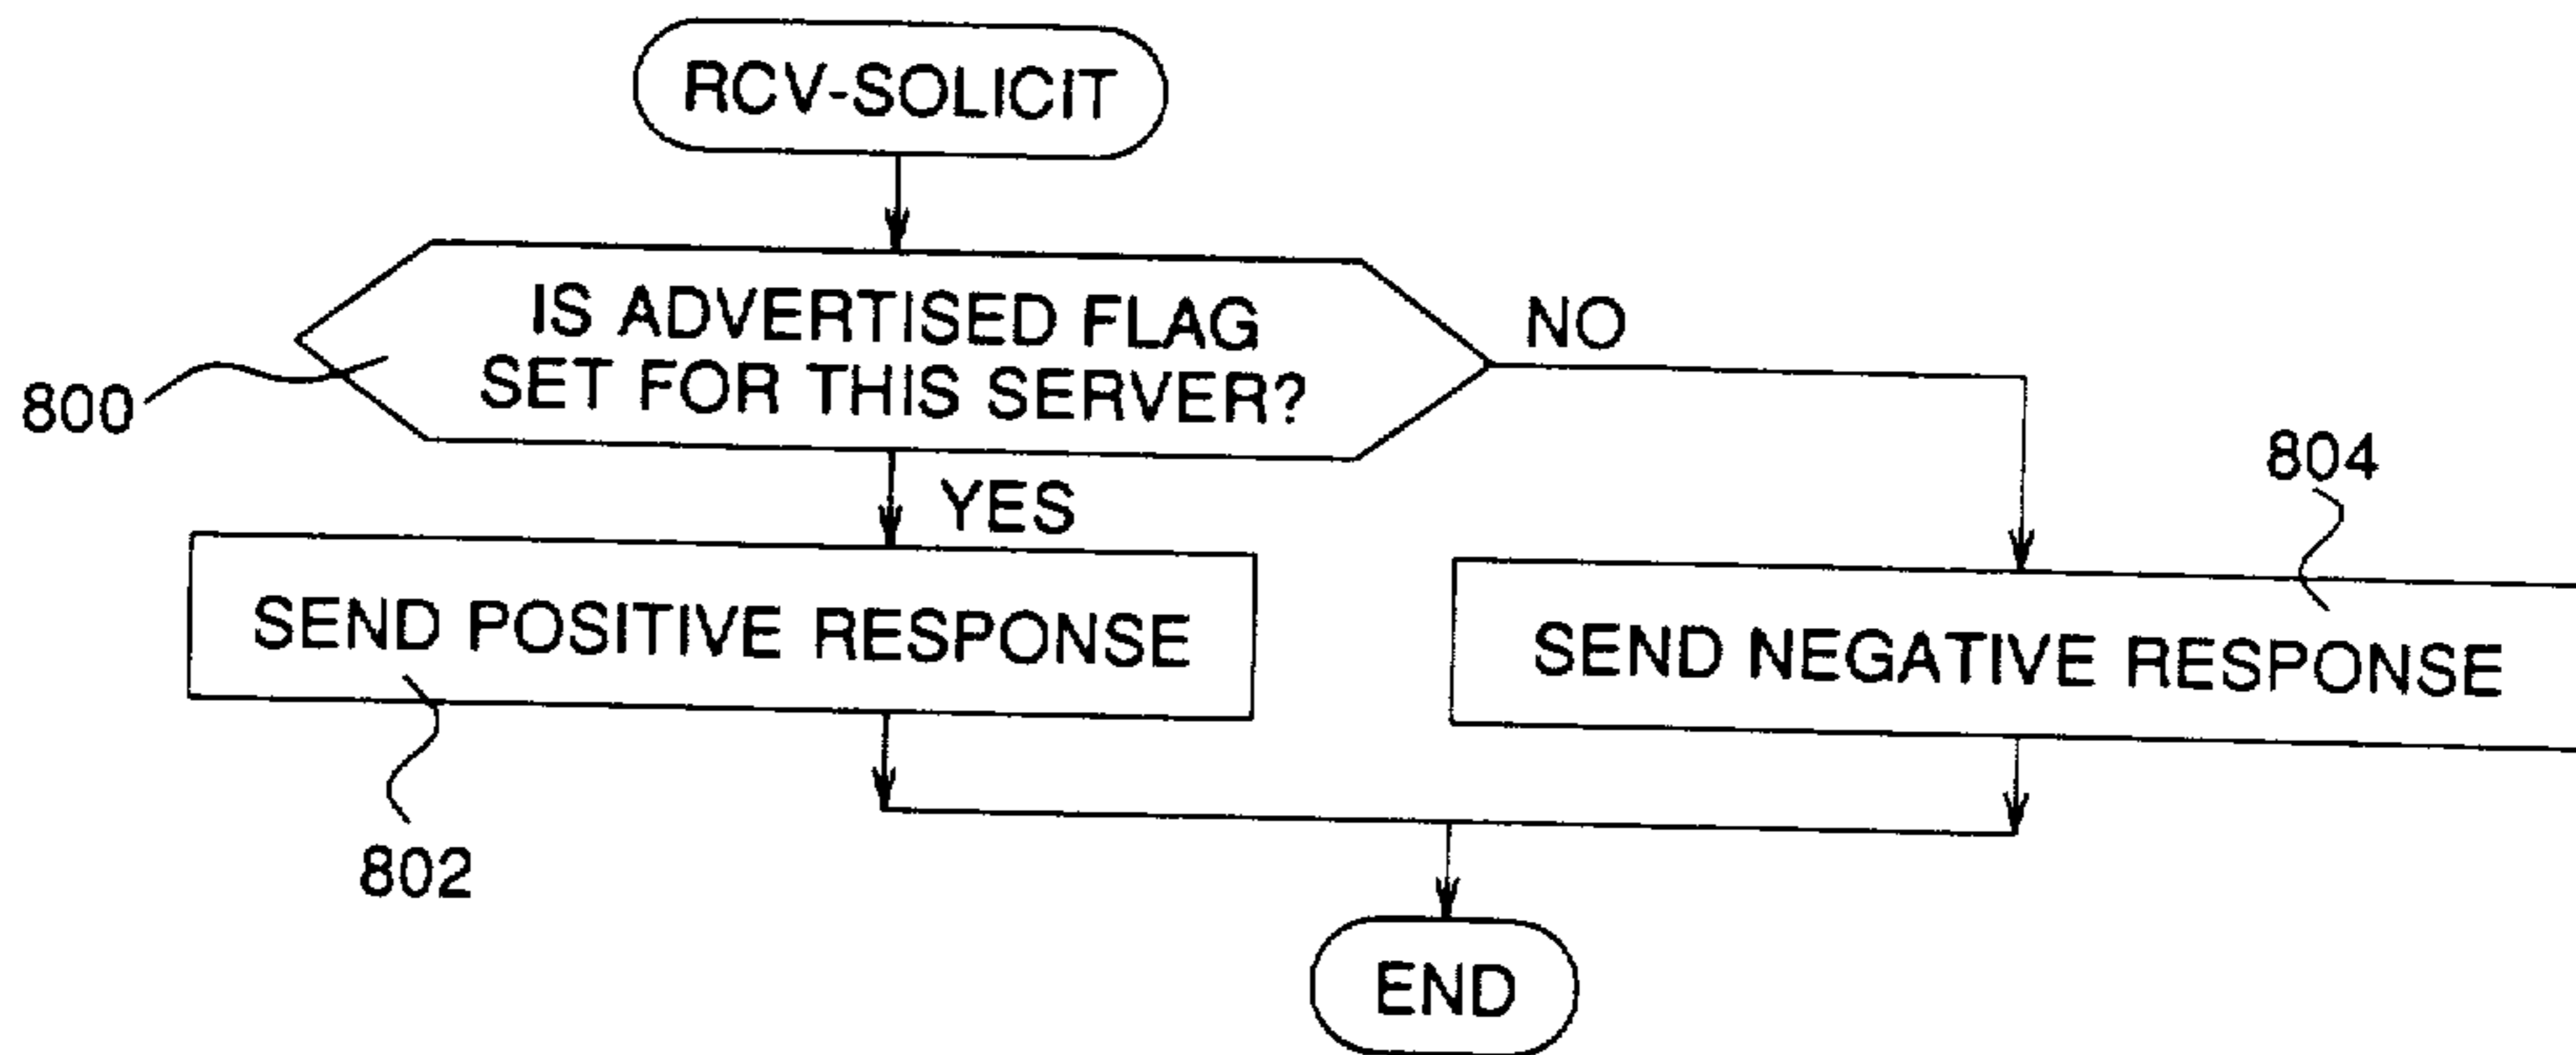 RCV-SOLICIT
IS ADVERTISED FLAG
SET FOR THIS SERVER?
NO
800
804
YES
SEND POSITIVE RESPONSE
SEND NEGATIVE RESPONSE
802
END